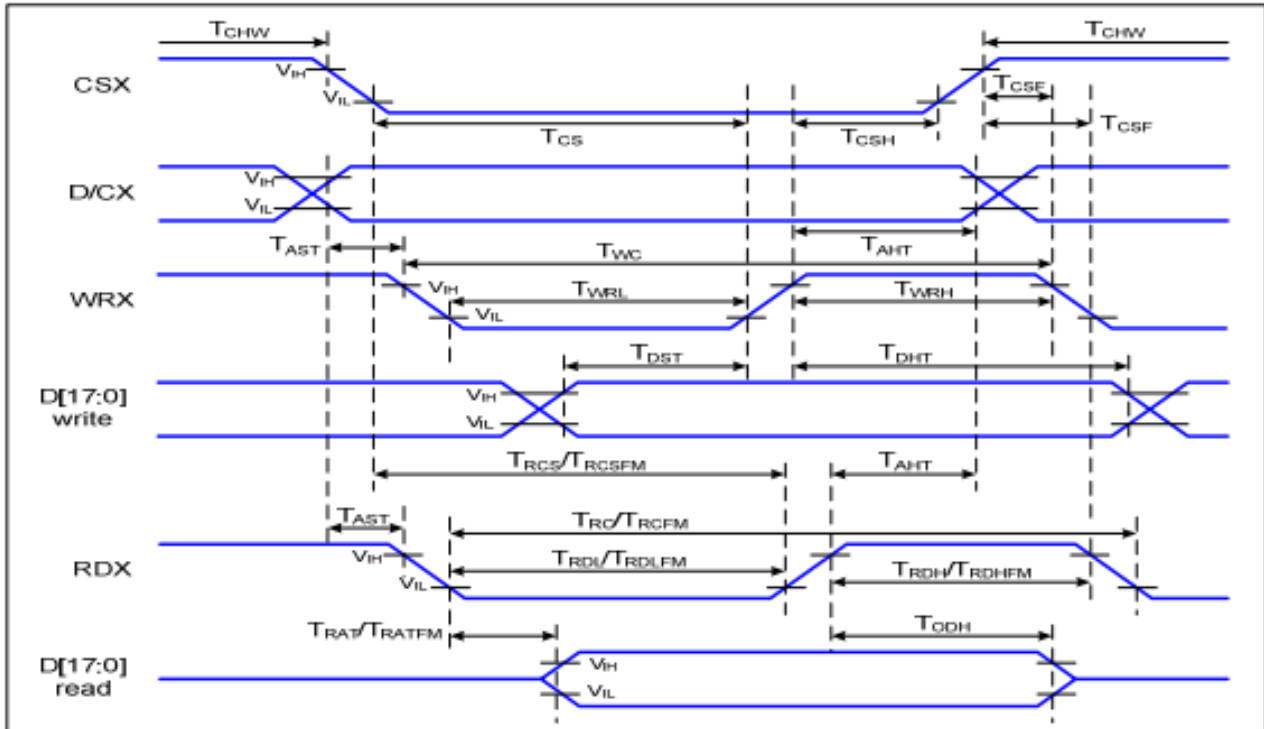 TCHW TCHW
VIH
CSX TCSF
VIL
TCS TCSH TCSF
VIH
D/CX
VIL
TAST TWC TAHT
WRX VIH TWRL TWRH
VIL
TDST TDHT
D[17:0] VIH
write VIL
TRCS/TRCSFM TAHT
TAST TRC/TRCFM
VIH
RDX TRDL/TRDLFM TRDH/TRDHFM
VIL
TRAT/TRATFM TODH
D[17:0] VIH
read VIL